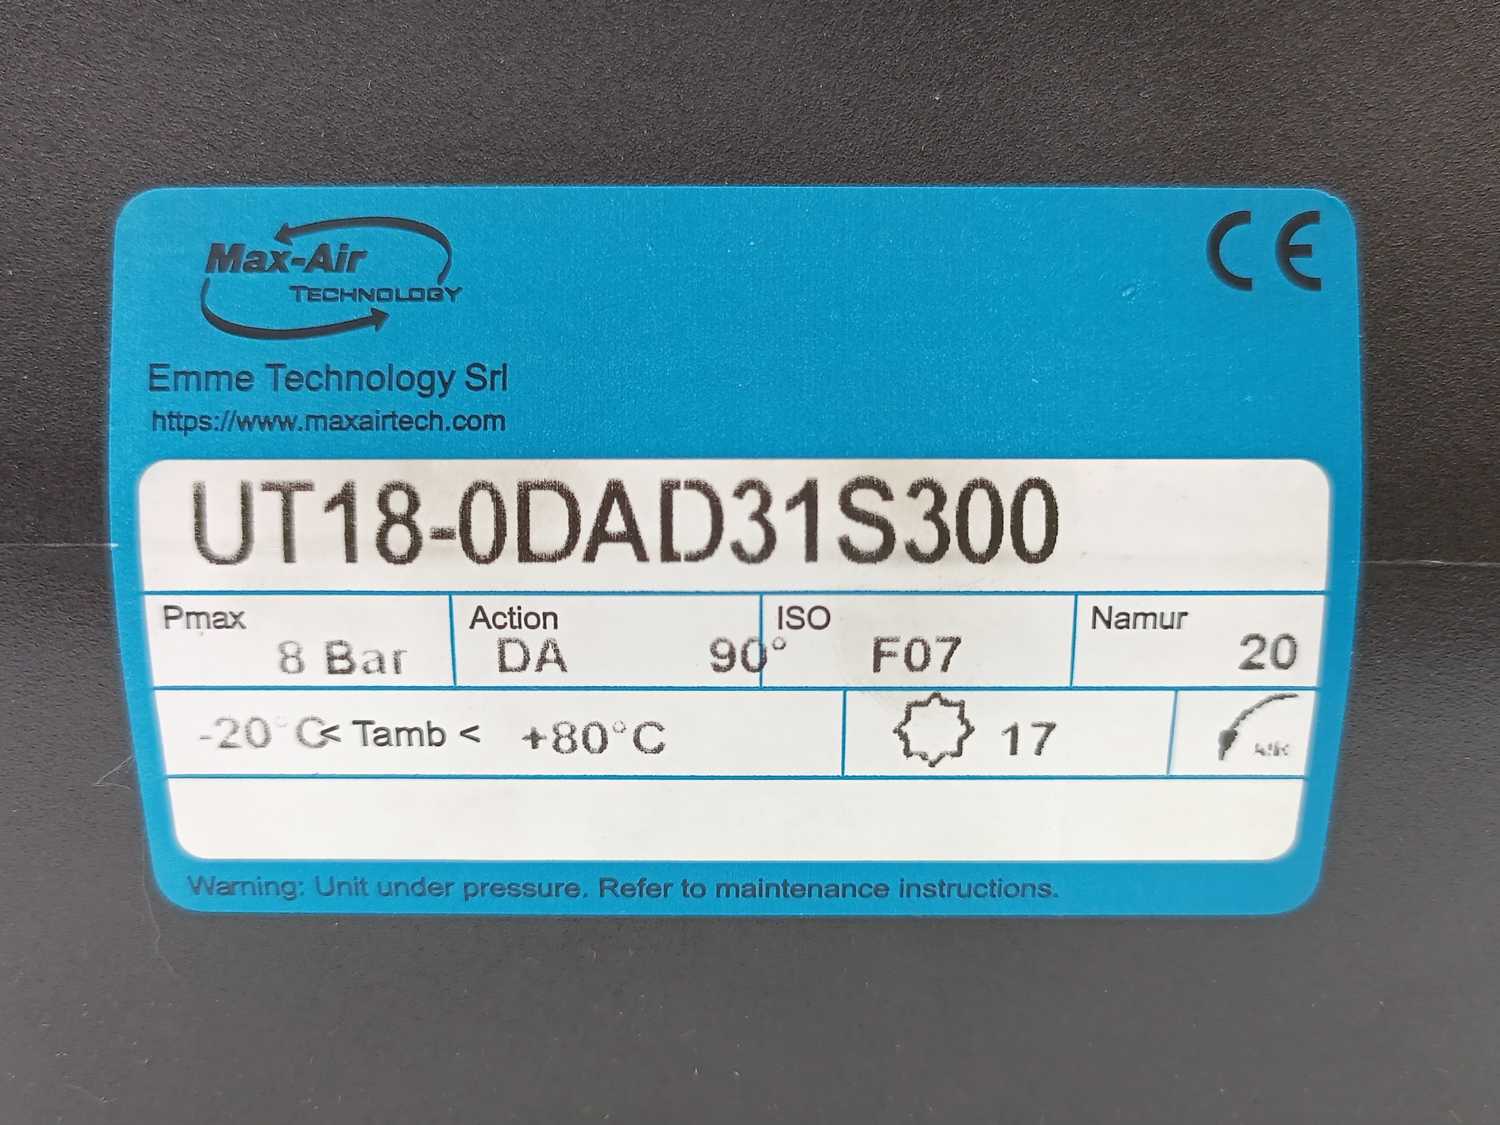 Max-Air
TECHNOLOGY
CE
Emme Technology Srl
https://www.maxairtech.com
UT18-0DAD31S300
Pmax Action ISO Namur
8 Bar DA 90° F07 20
-20°C< Tamb < +80°C 17
Warning: Unit under pressure. Refer to maintenance instructions.